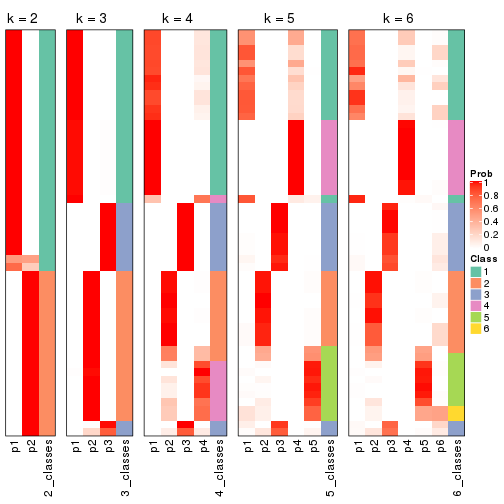 k = 2
k = 3
k = 4
k = 5
k = 6
Prob
1
0.8
0.6
0.4
0.2
0
Class
1
2
3
4
5
6
p1
p2
2_classes
p1
p2
p3
3_classes
p1
p2
p3
p4
4_classes
p1
p2
p3
p4
p5
5_classes
p1
p2
p3
p4
p5
p6
6_classes